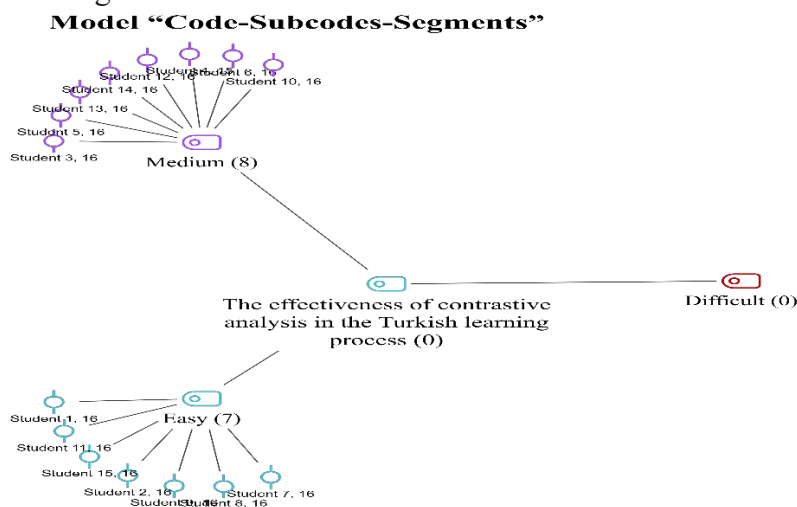 Model “Code-Subcodes-Segments”
Student 6, 16
Student 12, 16
Student 10, 16
Student 14, 16
Student 13, 16
Student 5, 16
Student 3, 16
Medium (8)
Difficult (0)
The effectiveness of contrastive
analysis in the Turkish learning
process (0)
Easy (7)
Student 1, 16
Student 11, 16
Student 15, 16
Student 2, 16
Student 7, 16
Student 8, 16